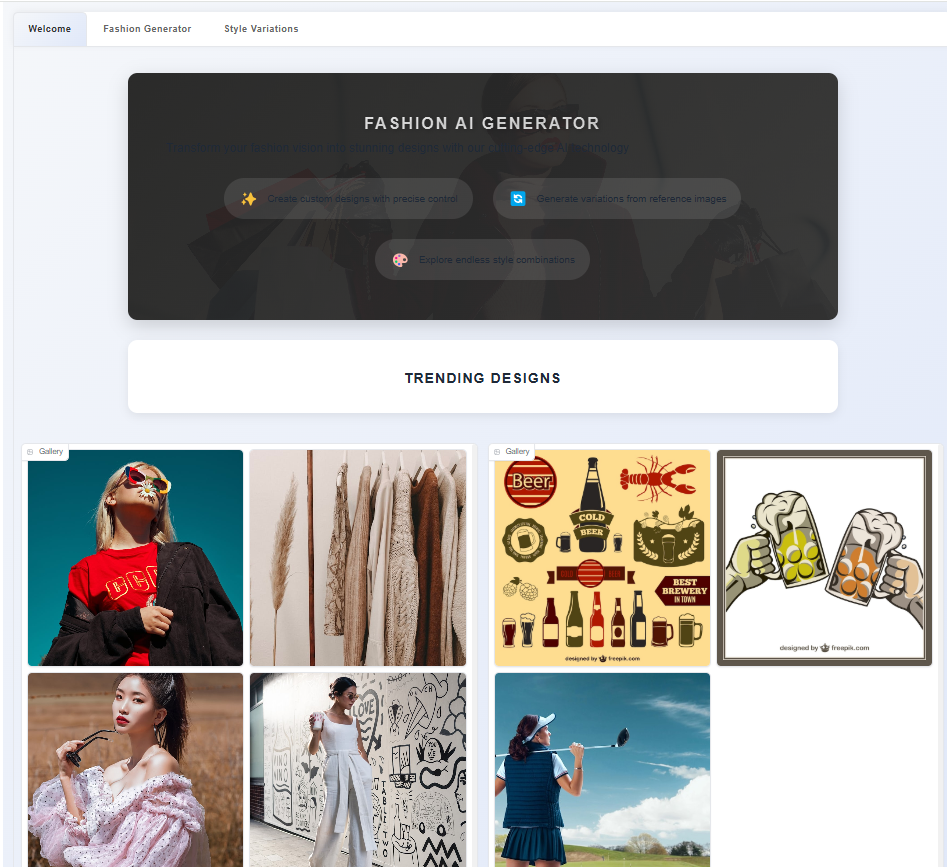 Welcome
Fashion Generator
Style Variations
FASHION AI GENERATOR
Transform your fashion vision into stunning designs with our cutting-edge AI technology
✨ Create custom designs with precise control
🔄 Generate variations from reference images
🎨 Explore endless style combinations
TRENDING DESIGNS
Gallery
Gallery
CCC
Beer
COLD
BEER
BEST
BREWERY
IN TOWN
designed by freepik.com
designed by freepik.com
LOVE